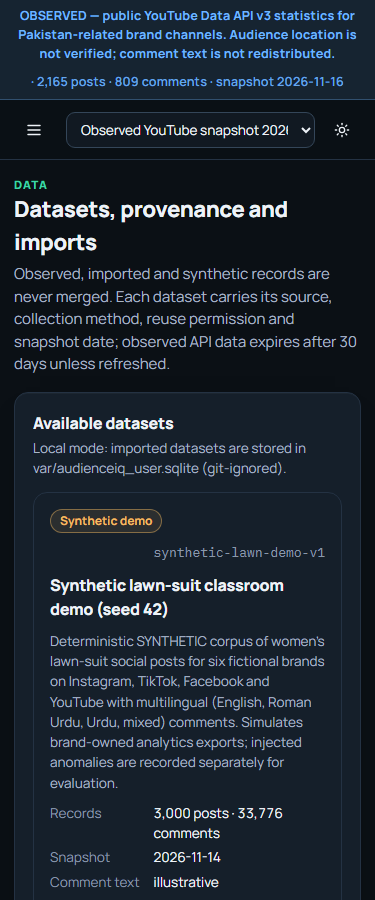 OBSERVED — public YouTube Data API v3 statistics for
Pakistan-related brand channels. Audience location is
not verified; comment text is not redistributed.
· 2,165 posts · 809 comments · snapshot 2026-11-16
Observed YouTube snapshot 202
DATA
Datasets, provenance and
imports
Observed, imported and synthetic records are
never merged. Each dataset carries its source,
collection method, reuse permission and
snapshot date; observed API data expires after 30
days unless refreshed.
Available datasets
Local mode: imported datasets are stored in
var/audienceiq_user.sqlite (git-ignored).
Synthetic demo
synthetic-lawn-demo-v1
Synthetic lawn-suit classroom
demo (seed 42)
Deterministic SYNTHETIC corpus of women's
lawn-suit social posts for six fictional brands
on Instagram, TikTok, Facebook and
YouTube with multilingual (English, Roman
Urdu, Urdu, mixed) comments. Simulates
brand-owned analytics exports; injected
anomalies are recorded separately for
evaluation.
Records 3,000 posts · 33,776
comments
Snapshot 2026-11-14
Comment text illustrative